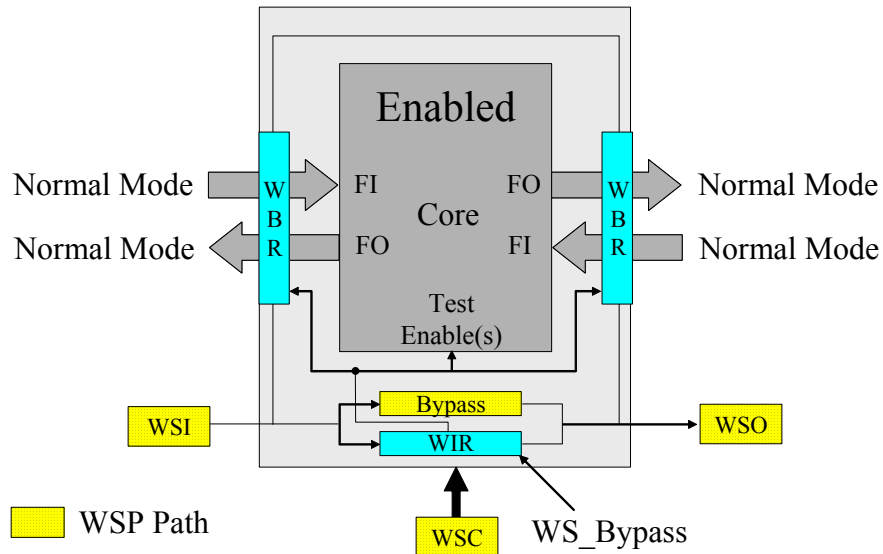 Enabled
Normal Mode
W
B
R
FI
FO
W
B
R
Normal Mode
Core
Normal Mode
FO
FI
Normal Mode
Test
Enable(s)
WSI
Bypass
WIR
WSO
WSP Path
WSC
WS_Bypass